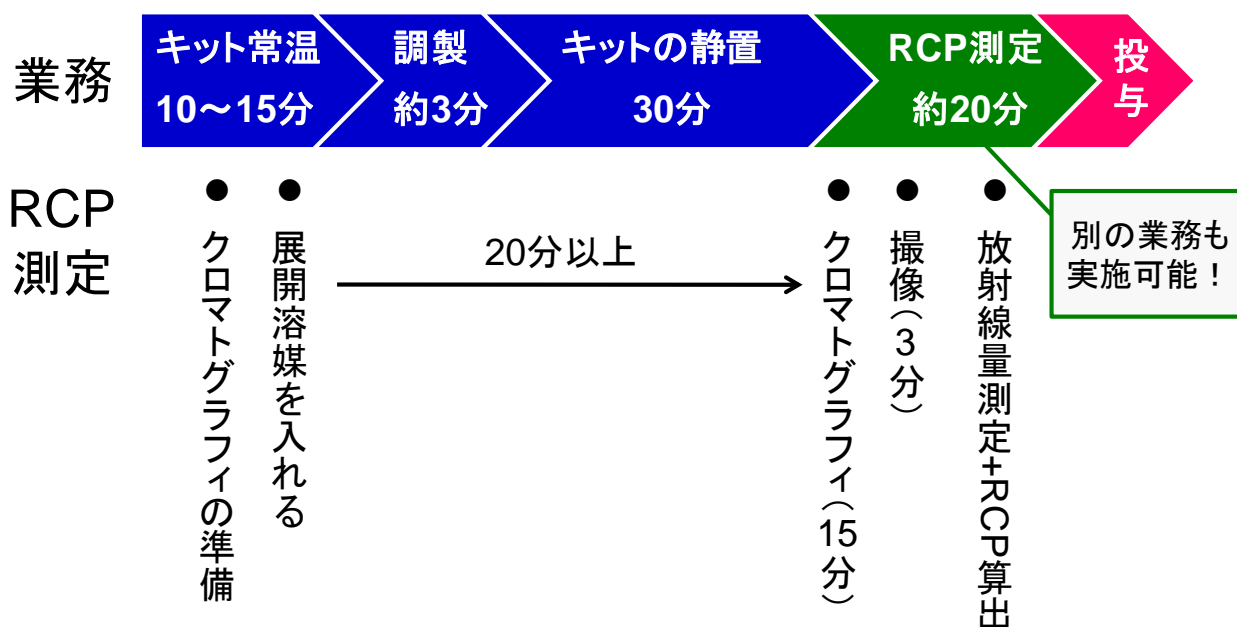 業務
キット常温
10～15分
調製
約3分
キットの静置
30分
RCP測定
約20分
投与
RCP
測定
●クロマトグラフィの準備
●展開溶媒を入れる
20分以上
●クロマトグラフィ（15分）
●撮像（3分）
●放射線量測定+RCP算出
別の業務も
実施可能！